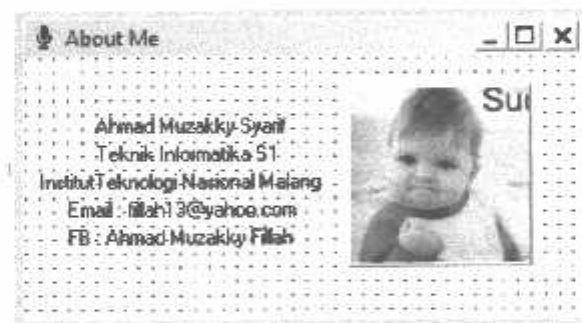 About Me
Ahmad Muzakky Syarif
Teknik Informatika S1
Institut Teknologi Nasional Malang
Email : fillah13@yahoo.com
FB : Ahmad Muzakky Fillah